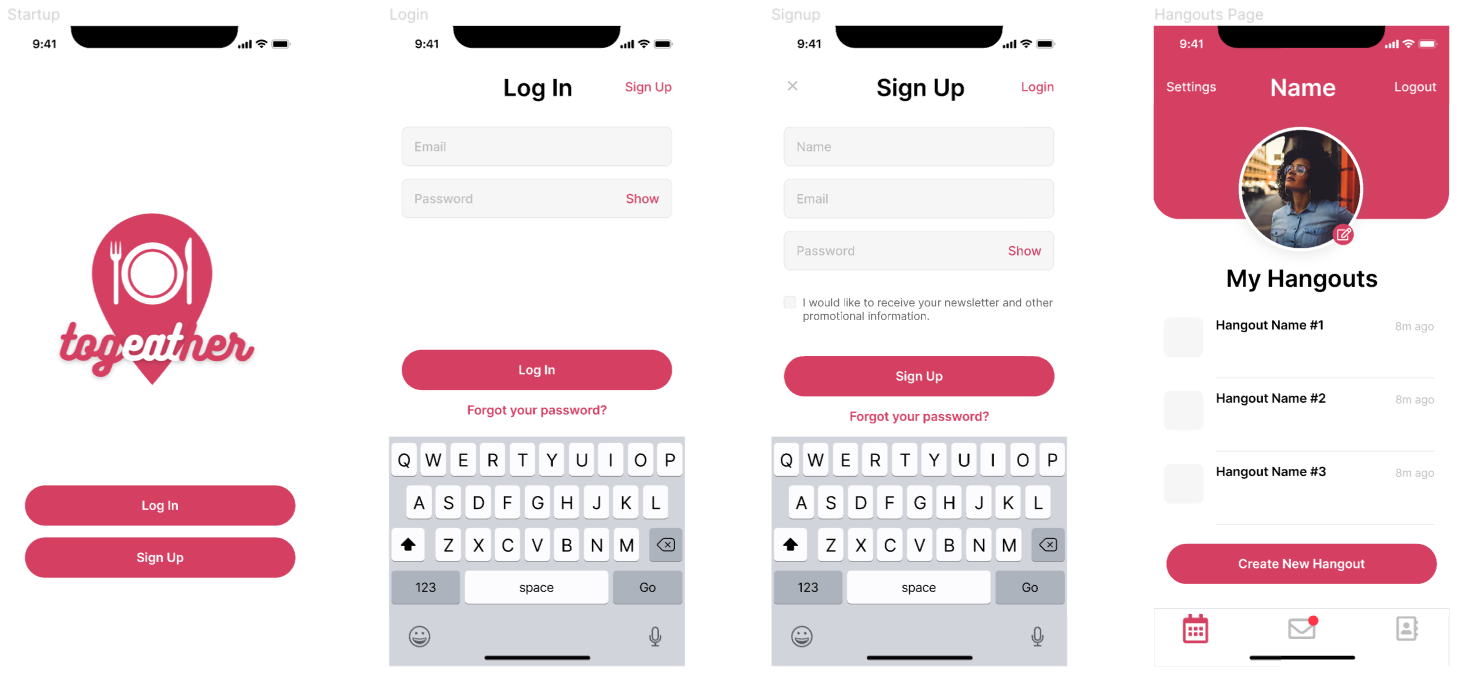 Startup
9:41
togeather
Log In
Sign Up
Login
9:41
Log In
Sign Up
Email
Password
Show
Log In
Forgot your password?
Q W E R T Y U I O P
A S D F G H J K L
Z X C V B N M
123
space
Go
Signup
9:41
×
Sign Up
Login
Name
Email
Password
Show
I would like to receive your newsletter and other
promotional information.
Sign Up
Forgot your password?
Q W E R T Y U I O P
A S D F G H J K L
Z X C V B N M
123
space
Go
Hangouts Page
9:41
Settings
Name
Logout
My Hangouts
Hangout Name #1
8m ago
Hangout Name #2
8m ago
Hangout Name #3
8m ago
Create New Hangout